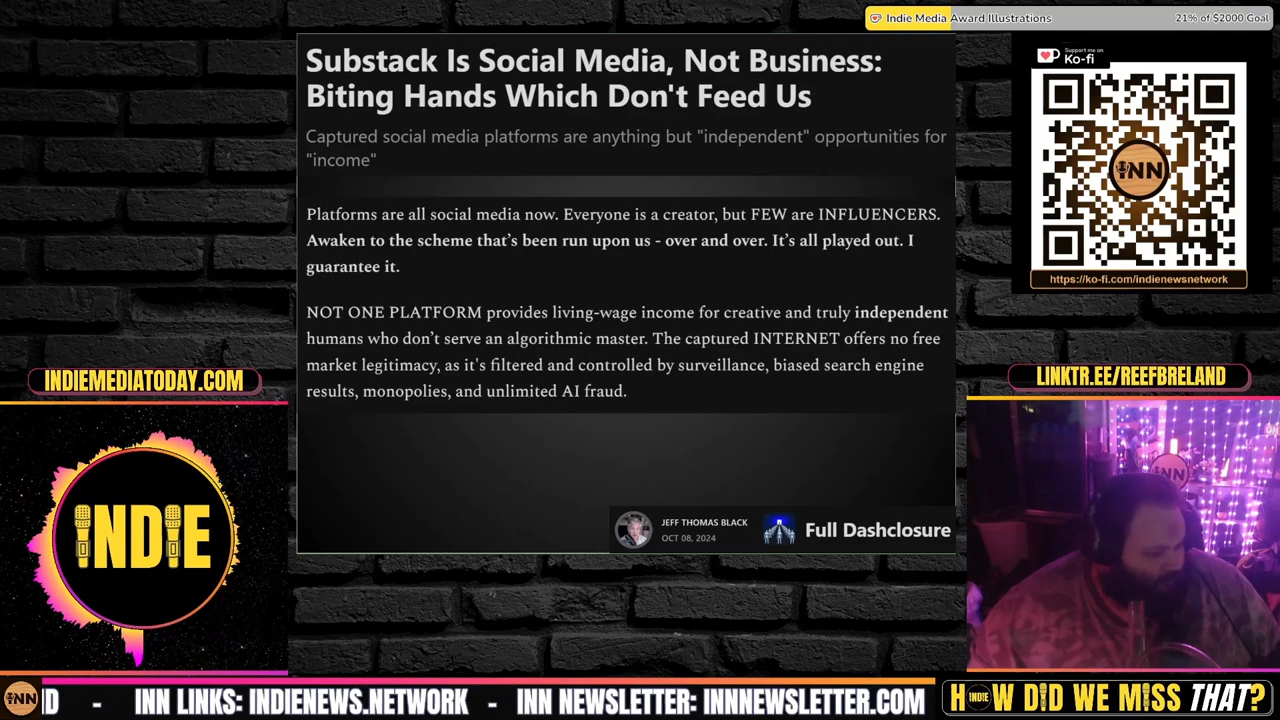 Indie Media Award Illustrations
21% of $2000 Goal
Substack Is Social Media, Not Business:
Biting Hands Which Don't Feed Us
Captured social media platforms are anything but "independent" opportunities for
"income"
Platforms are all social media now. Everyone is a creator, but FEW are INFLUENCERS.
Awaken to the scheme that's been run upon us - over and over. It's all played out. I
guarantee it.
NOT ONE PLATFORM provides living-wage income for creative and truly independent
humans who don't serve an algorithmic master. The captured INTERNET offers no free
market legitimacy, as it's filtered and controlled by surveillance, biased search engine
results, monopolies, and unlimited AI fraud.
JEFF THOMAS BLACK
OCT 08, 2024
Full Dashclosure
Support me on
Ko-fi
INN
https://ko-fi.com/indienewsnetwork
INDIEMEDIATODAY.COM
LINKTR.EE/REEFBRELAND
INDIE
INN
INN
D - INN LINKS: INDIENEWS.NETWORK - INN NEWSLETTER: INNNEWSLETTER.COM
HOW DID WE MISS THAT?